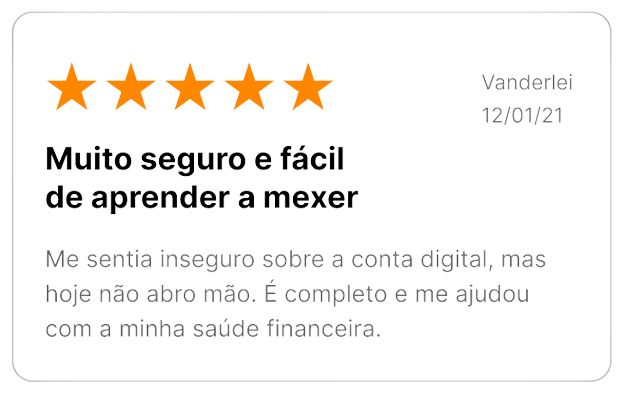 Vanderlei
12/01/21
Muito seguro e fácil
de aprender a mexer
Me sentia inseguro sobre a conta digital, mas
hoje não abro mão. É completo e me ajudou
com a minha saúde financeira.